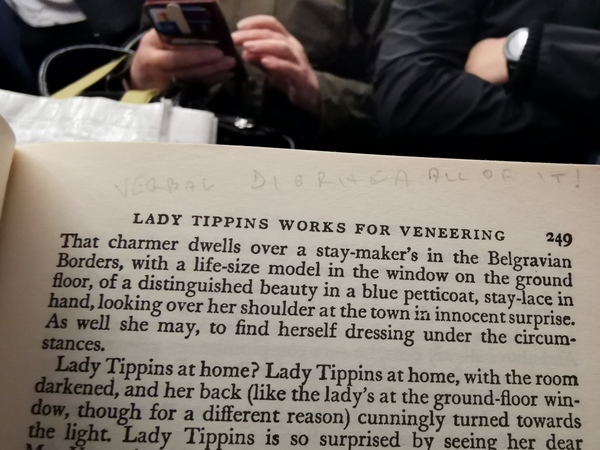 VERBAL DIORHEA ALL OF IT!
LADY TIPPINS WORKS FOR VENEERING 249
That charmer dwells over a stay-maker's in the Belgravian
Borders, with a life-size model in the window on the ground
floor, of a distinguished beauty in a blue petticoat, stay-lace in
hand, looking over her shoulder at the town in innocent surprise.
As well she may, to find herself dressing under the circum-
stances.
Lady Tippins at home? Lady Tippins at home, with the room
darkened, and her back (like the lady's at the ground-floor win-
dow, though for a different reason) cunningly turned towards
the light. Lady Tippins is so surprised by seeing her dear